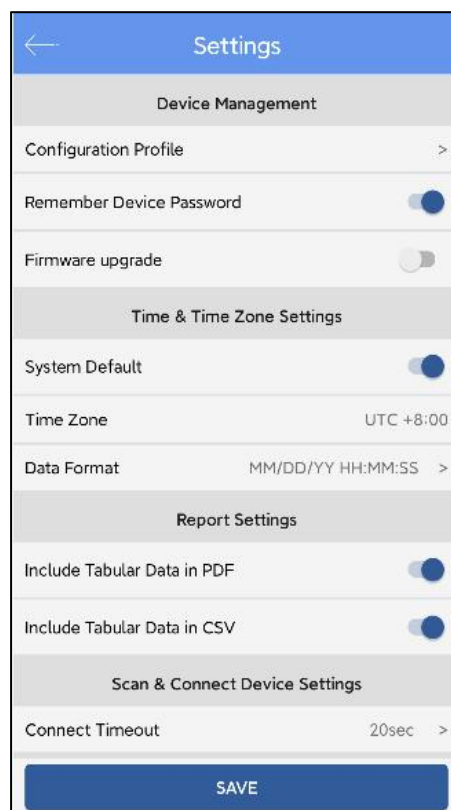 Settings
Device Management
Configuration Profile >
Remember Device Password
Firmware upgrade
Time & Time Zone Settings
System Default
Time Zone UTC +8:00
Data Format MM/DD/YY HH:MM:SS >
Report Settings
Include Tabular Data in PDF
Include Tabular Data in CSV
Scan & Connect Device Settings
Connect Timeout 20sec >
SAVE